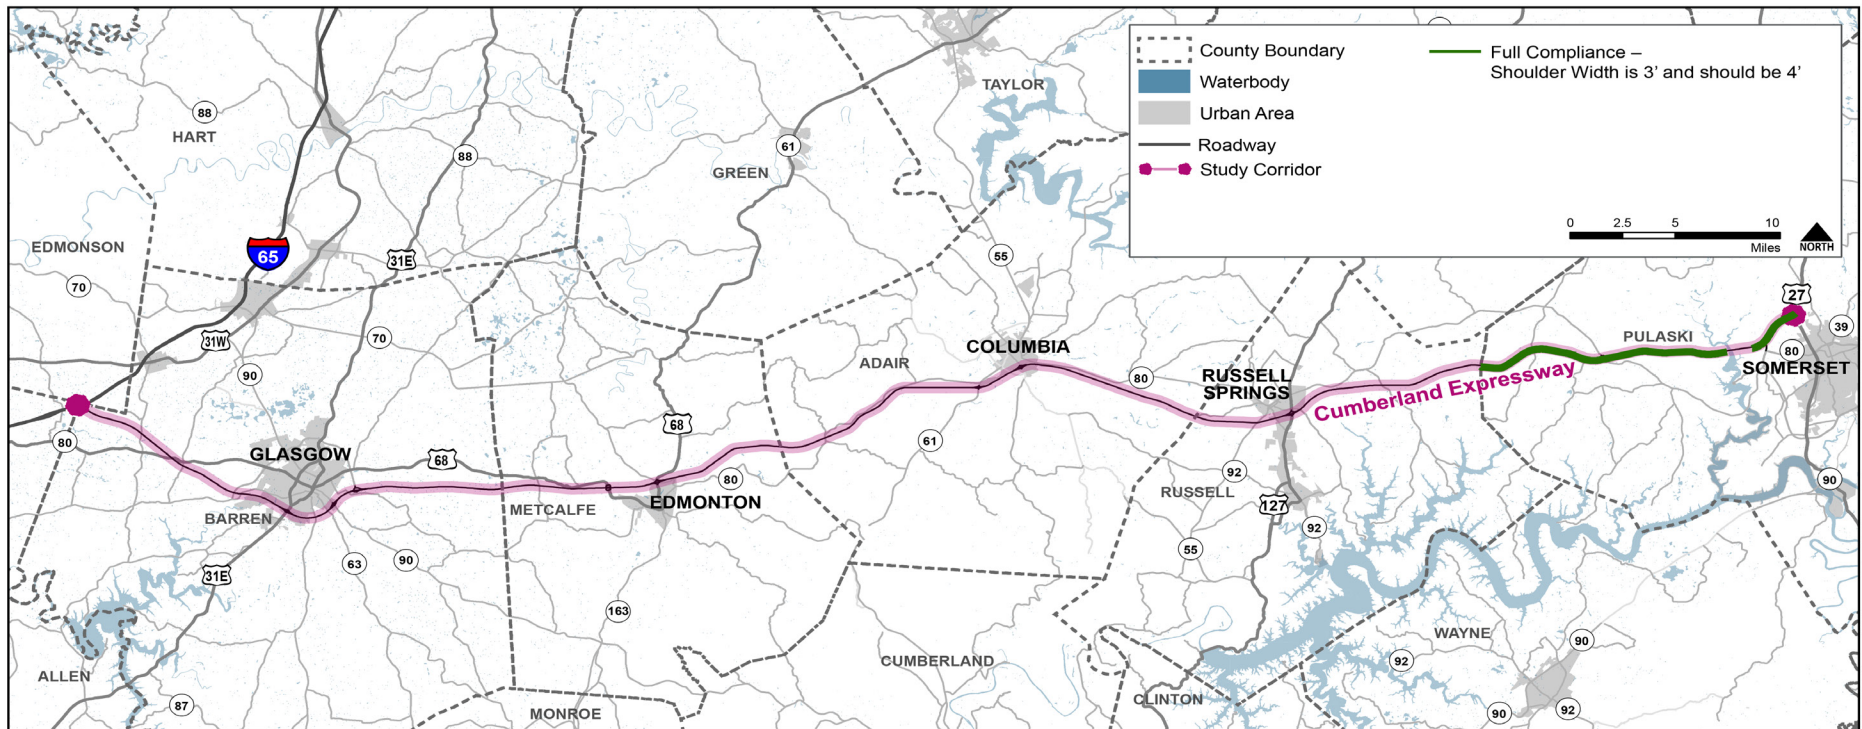 County Boundary
Waterbody
Urban Area
Roadway
Study Corridor
Full Compliance –
Shoulder Width is 3' and should be 4'
0 2.5 5 10
Miles
NORTH
TAYLOR
88
HART
61
88
GREEN
EDMONSON
65
31E
55
70
27
39
31W
70
PULASKI
80
COLUMBIA
ADAIR
SOMERSET
90
80
RUSSELL
SPRINGS
Cumberland Expressway
68
80
61
GLASGOW
68
92
80
90
EDMONTON
RUSSELL
METCALFE
127
BARREN
92
55
63
90
31E
163
WAYNE
90
CUMBERLAND
92
ALLEN
CLINTON
87
MONROE
90
92